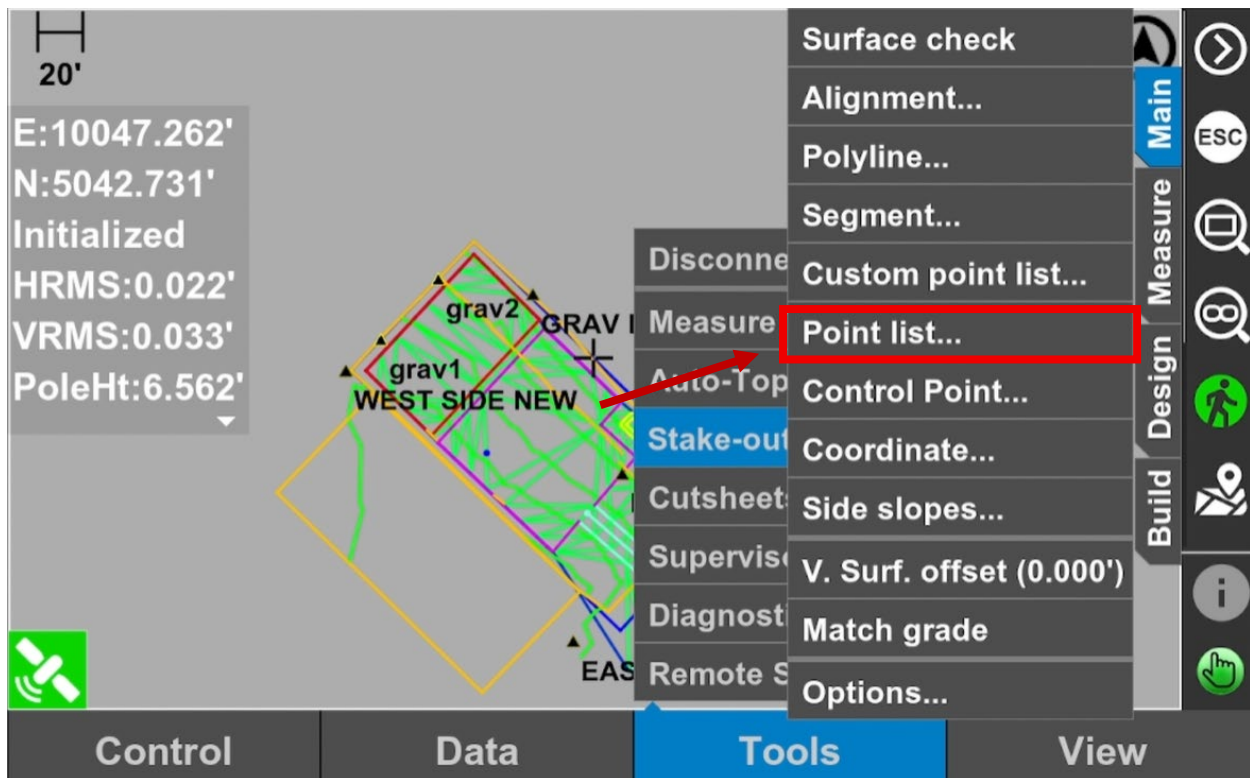 20'
E:10047.262'
N:5042.731'
Initialized
HRMS:0.022'
VRMS:0.033'
PoleHt:6.562'
grav2
GRAV
grav1
WEST SIDE NEW
EAS
Disconne
Measure
Auto-Top
Stake-out
Cutsheets
Supervis
Diagnosti
Remote S
Surface check
Alignment...
Polyline...
Segment...
Custom point list...
Point list...
Control Point...
Coordinate...
Side slopes...
V. Surf. offset (0.000')
Match grade
Options...
Main
Measure
Design
Build
ESC
Control
Data
Tools
View